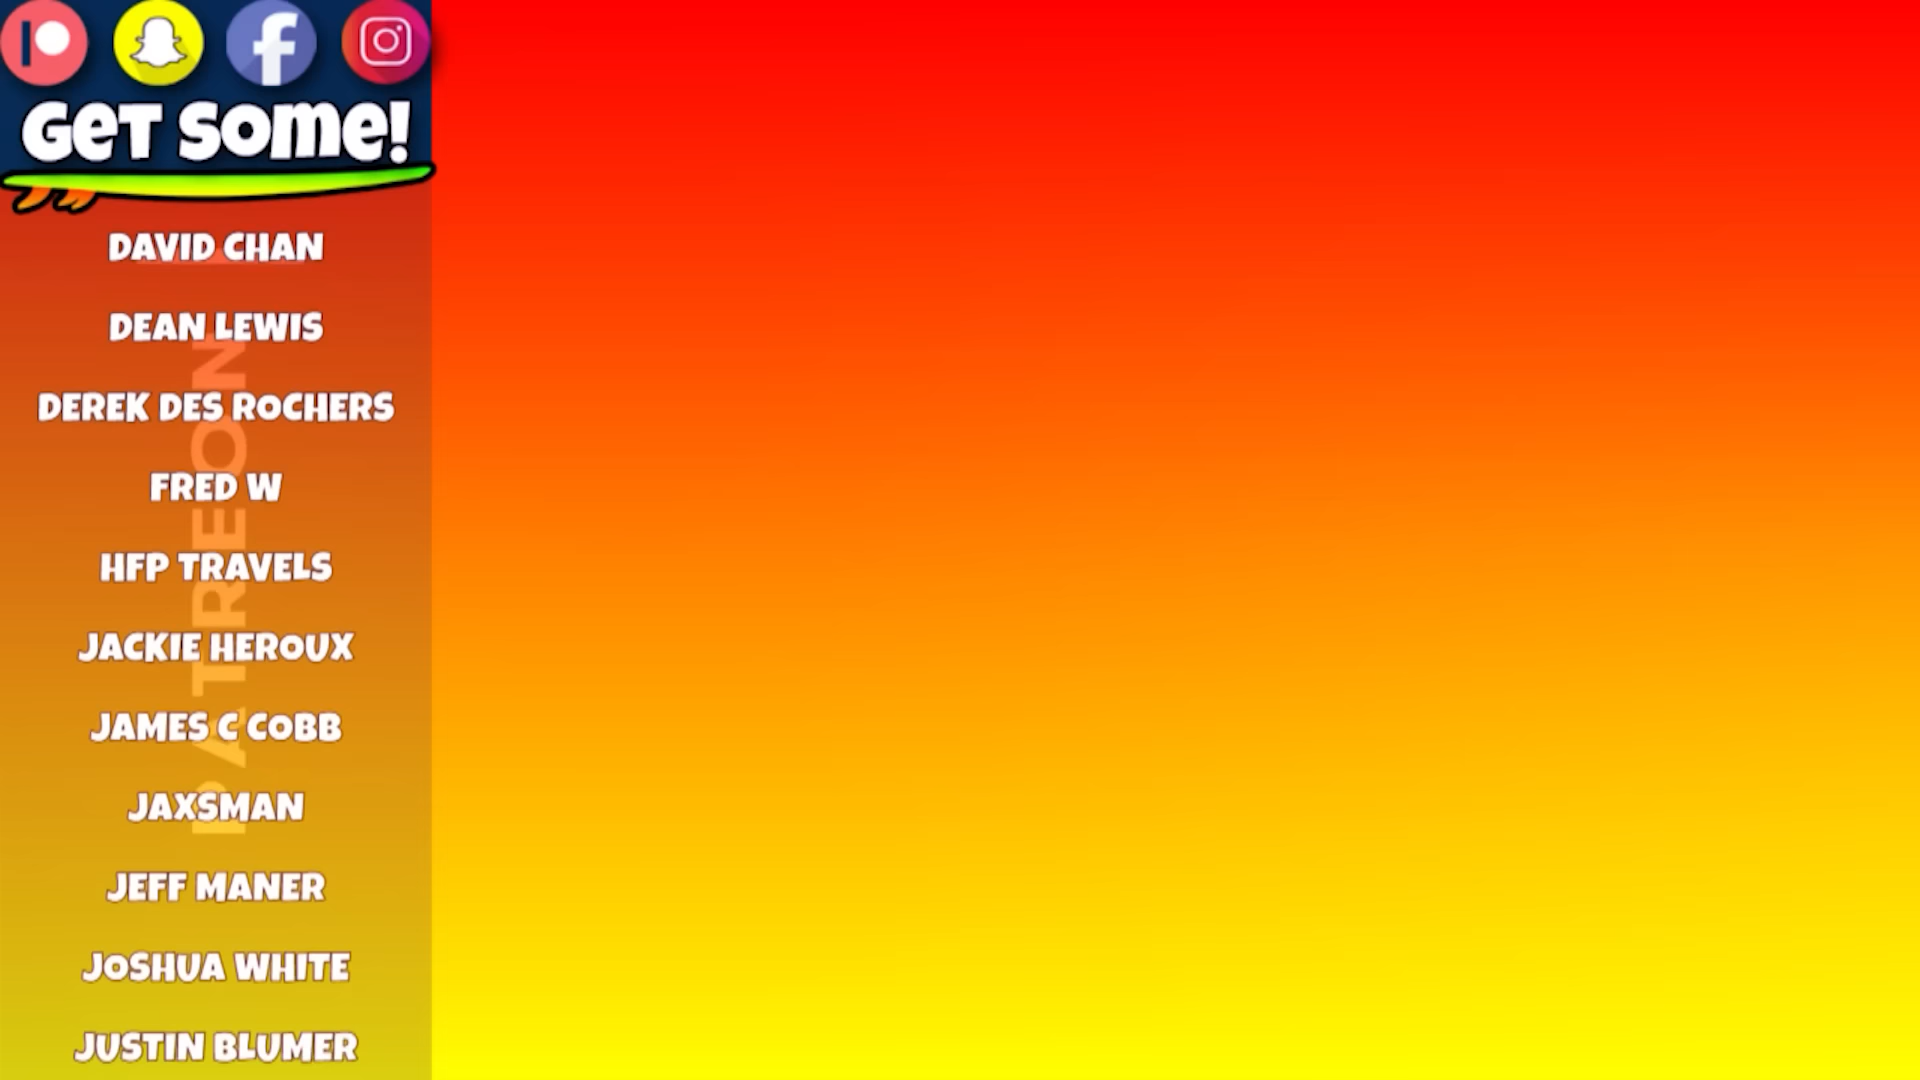 GET SOME!
DAVID CHAN
DEAN LEWIS
DEREK DES ROCHERS
FRED W
HFP TRAVELS
JACKIE HEROUX
JAMES C COBB
JAXSMAN
JEFF MANER
JOSHUA WHITE
JUSTIN BLUMER
PATREON